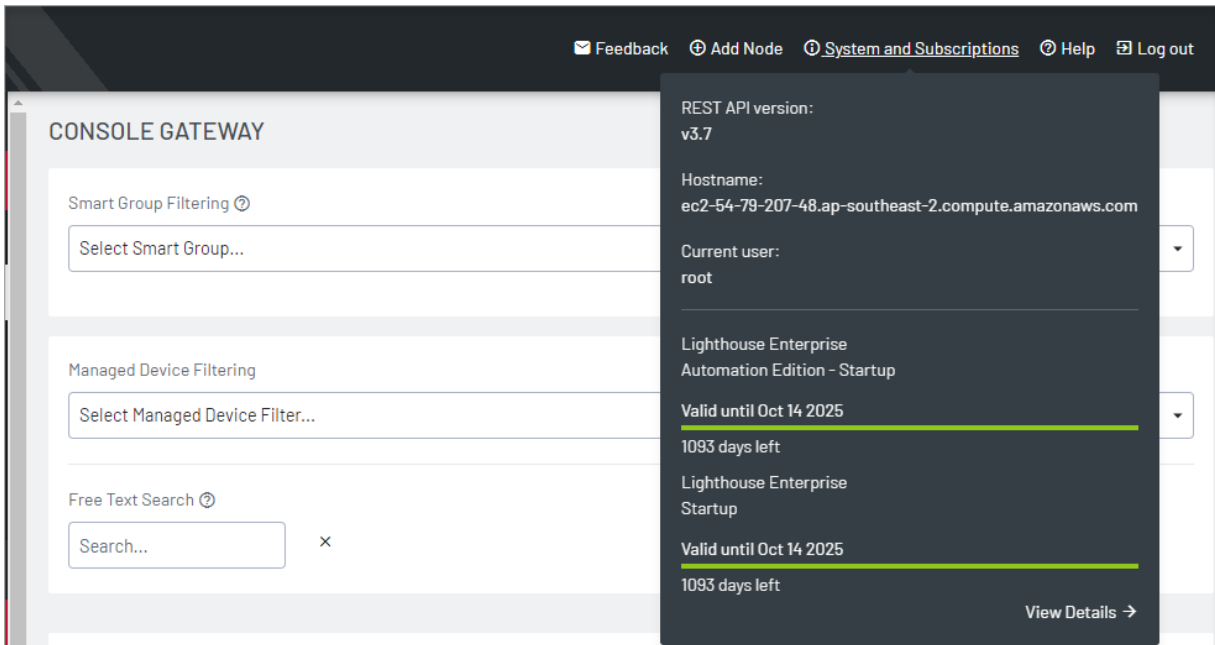 Feedback Add Node System and Subscriptions Help Log out
CONSOLE GATEWAY
Smart Group Filtering
Select Smart Group...
Managed Device Filtering
Select Managed Device Filter...
Free Text Search
Search...
REST API version:
v3.7
Hostname:
ec2-54-79-207-48.ap-southeast-2.compute.amazonaws.com
Current user:
root
Lighthouse Enterprise
Automation Edition - Startup
Valid until Oct 14 2025
1093 days left
Lighthouse Enterprise
Startup
Valid until Oct 14 2025
1093 days left
View Details →